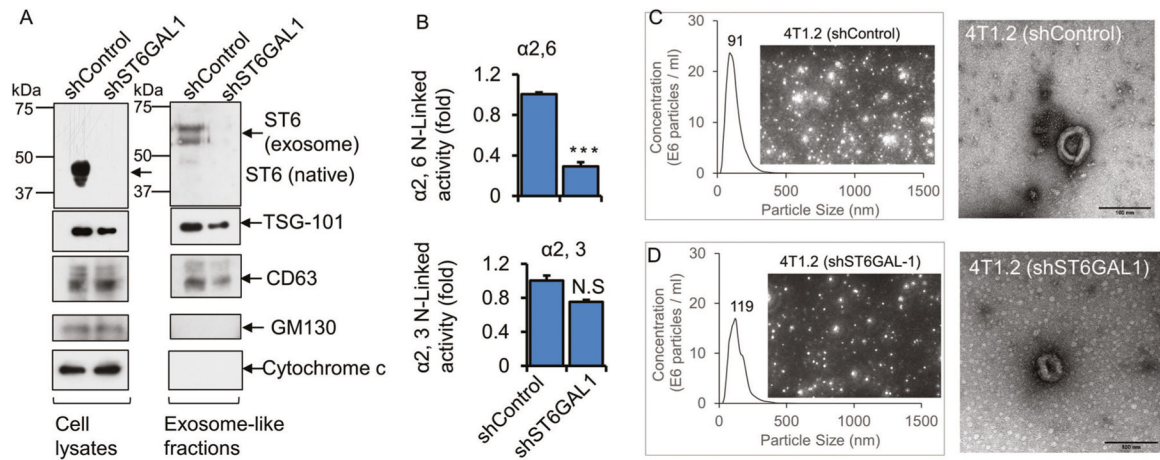 A
shControl
shST6GAL1
shControl
shST6GAL1
kDa
kDa
75
75
50
50
37
37
ST6
(exosome)
ST6 (native)
TSG-101
CD63
GM130
Cytochrome c
Cell
lysates
Exosome-like
fractions
B
α2,6
α2, 6 N-Linked
activity (fold)
1.2
0.8
0.4
0
***
α2, 3
α2, 3 N-Linked
activity (fold)
1.2
0.8
0.4
0
N.S
shControl
shST6GAL1
C
Concentration
(E6 particles / ml)
30
20
10
0
91
4T1.2 (shControl)
0
500
1000
1500
Particle Size (nm)
4T1.2 (shControl)
100 nm
D
Concentration
(E6 particles / ml)
30
20
10
0
119
4T1.2 (shST6GAL-1)
0
500
1000
1500
Particle Size (nm)
4T1.2 (shST6GAL1)
100 nm